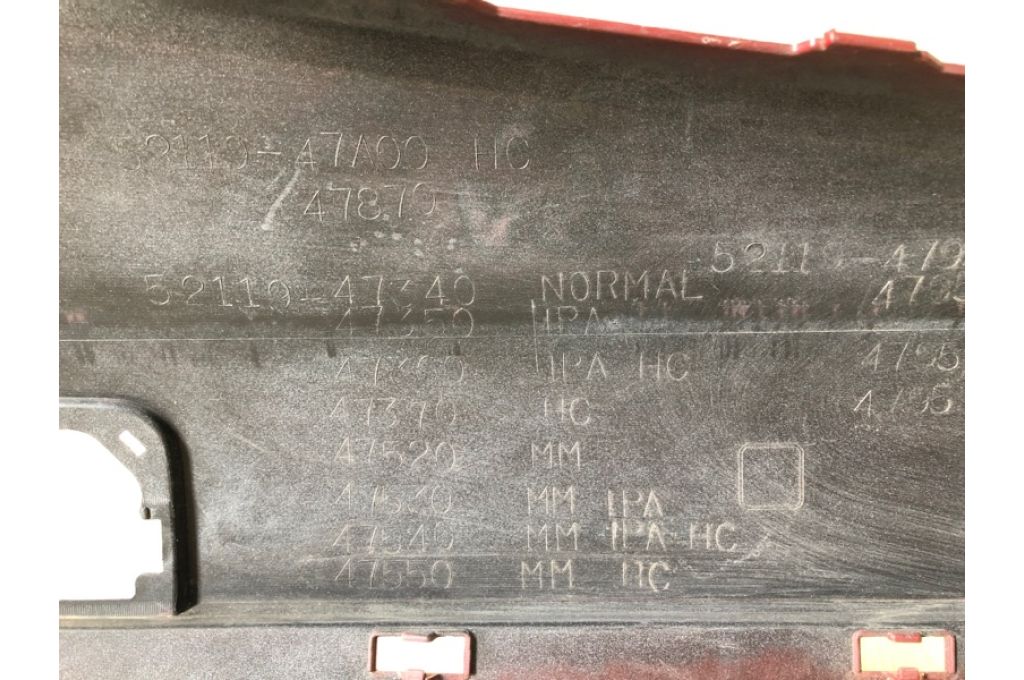 52119-47A00 HC
47870
52119-47340 NORMAL
47350 IPA
47360 IPA HC
47370 HC
47520 MM
47530 MM IPA
47540 MM IPA HC
47550 MM HC